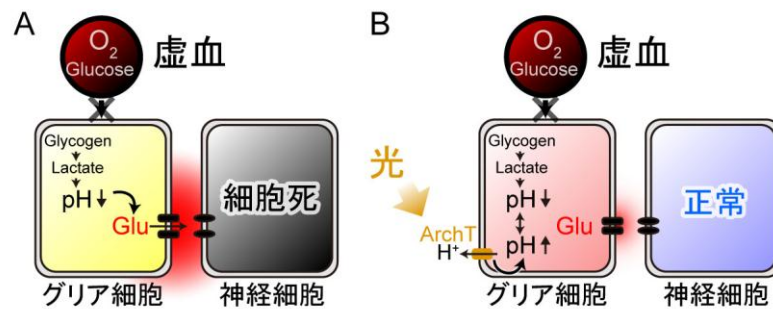 A
O2
Glucose
虚血
Glycogen
Lactate
pH
Glu
細胞死
グリア細胞
神経細胞
B
O2
Glucose
虚血
光
Glycogen
Lactate
pH
Glu
ArchT
H+
pH
正常
グリア細胞
神経細胞